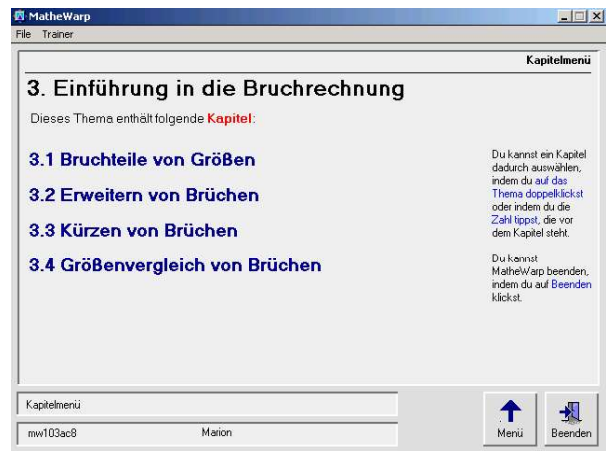 MatheWarp
File Trainer
Kapitelmenü
3. Einführung in die Bruchrechnung
Dieses Thema enthält folgende Kapitel:
3.1 Bruchteile von Größen
3.2 Erweitern von Brüchen
3.3 Kürzen von Brüchen
3.4 Größenvergleich von Brüchen
Du kannst ein Kapitel
dadurch auswählen,
indem du auf das
Thema doppelklickst
oder indem du die
Zahl tippst, die vor
dem Kapitel steht.
Du kannst
MatheWarp beenden,
indem du auf Beenden
klickst.
Kapitelmenü
mw103ac8 Marion
Menü Beenden